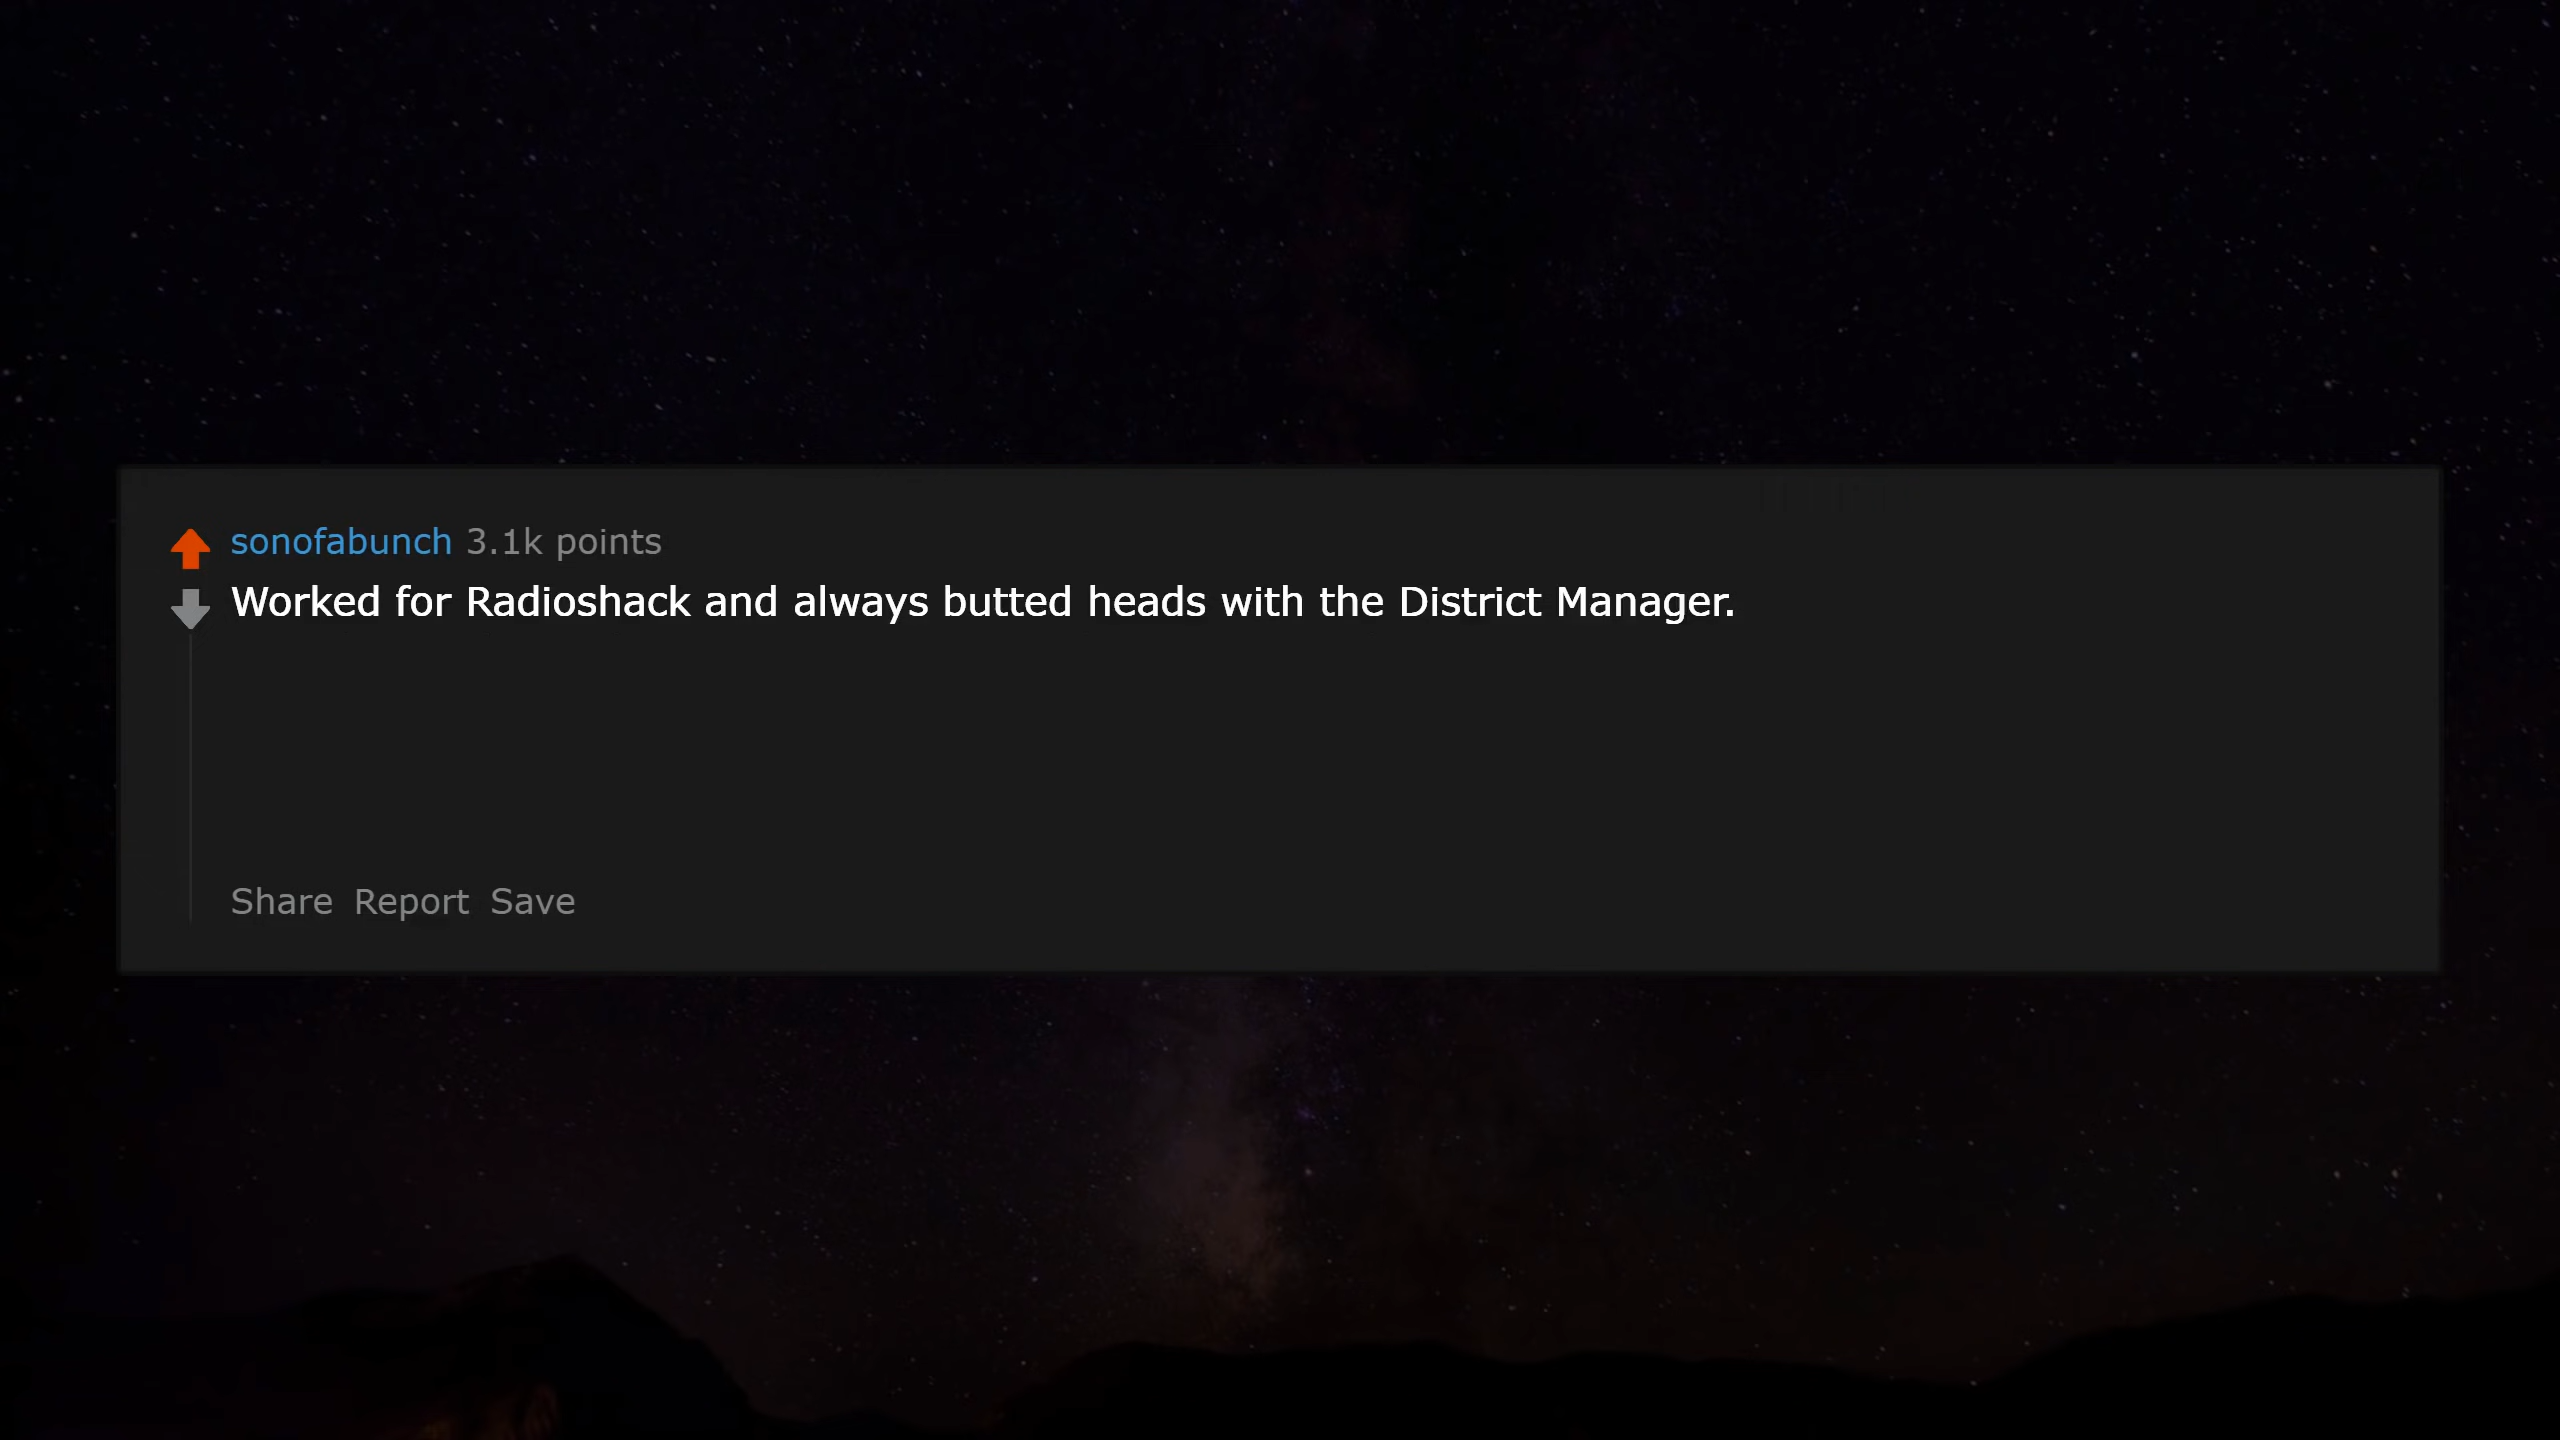 sonofabunch 3.1k points
Worked for Radioshack and always butted heads with the District Manager.
Share Report Save